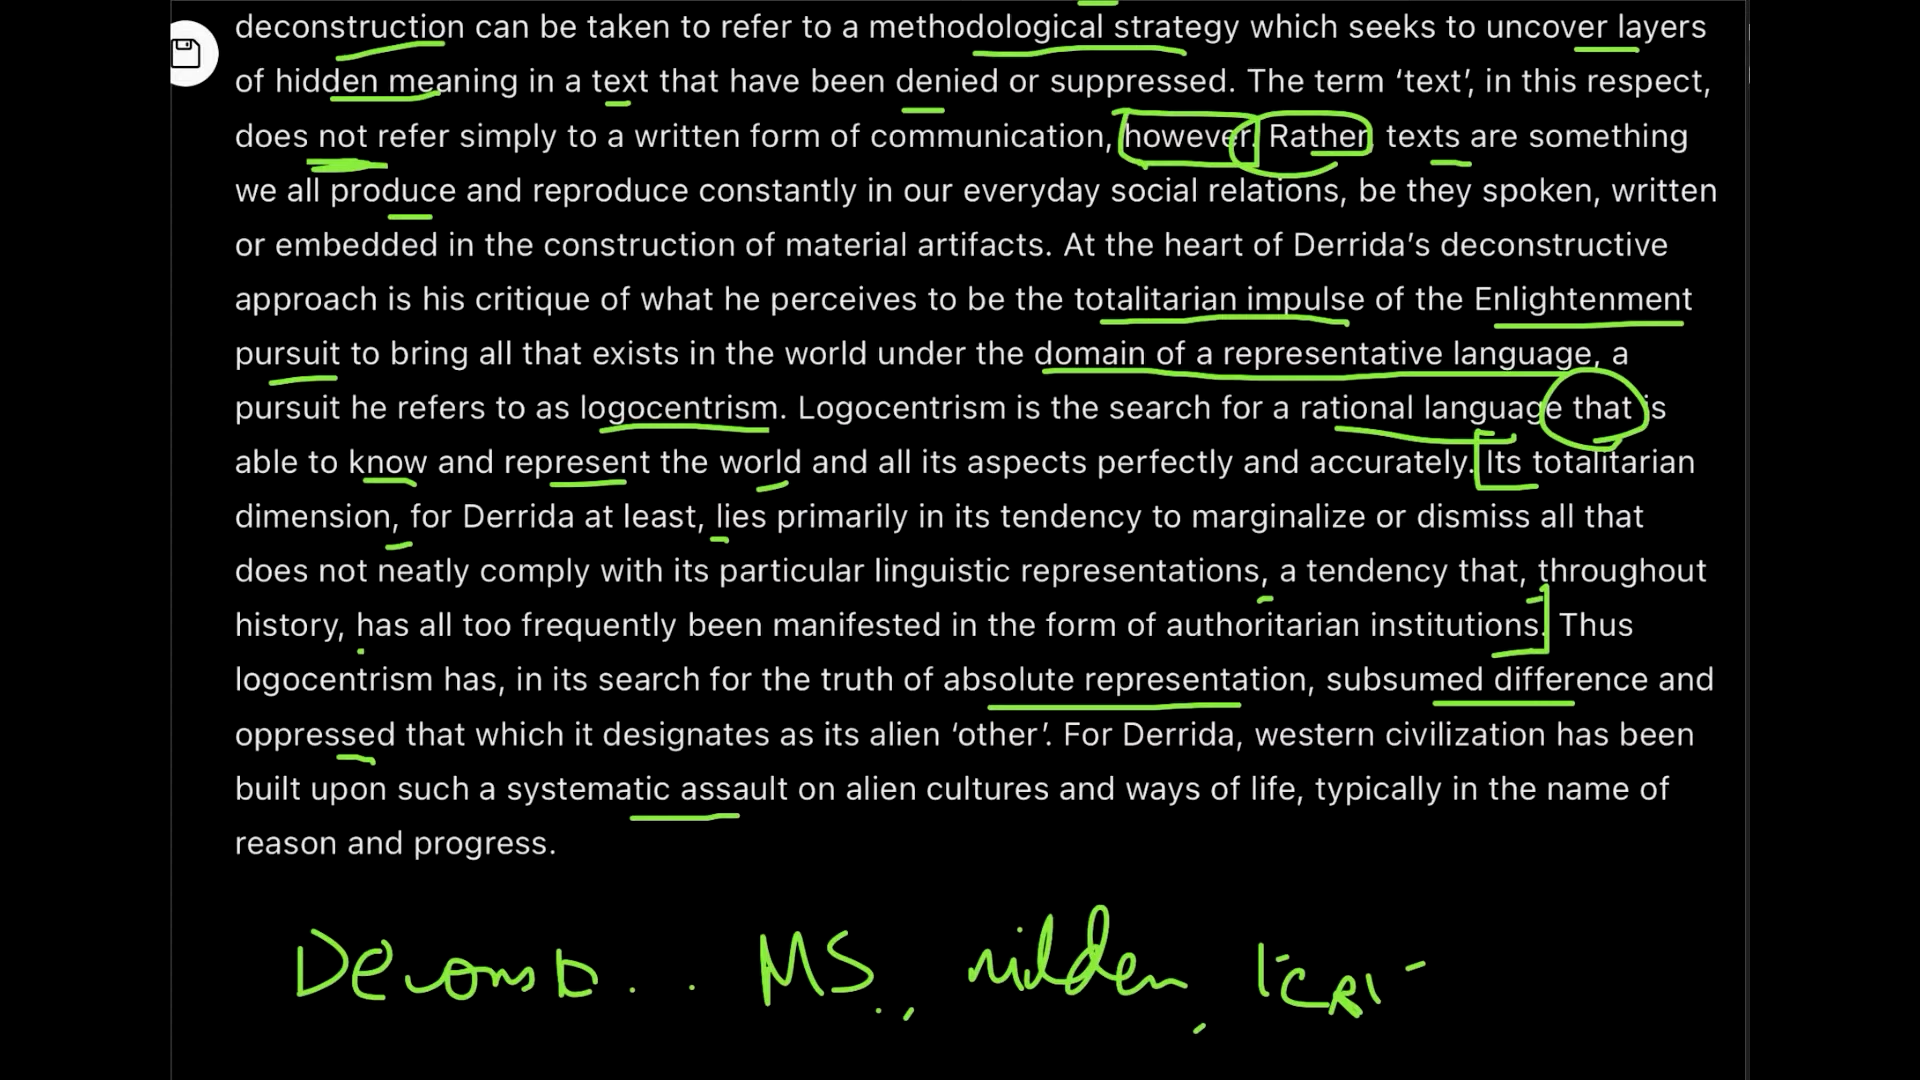 deconstruction can be taken to refer to a methodological strategy which seeks to uncover layers
of hidden meaning in a text that have been denied or suppressed. The term ‘text’, in this respect,
does not refer simply to a written form of communication, however. Rather, texts are something
we all produce and reproduce constantly in our everyday social relations, be they spoken, written
or embedded in the construction of material artifacts. At the heart of Derrida’s deconstructive
approach is his critique of what he perceives to be the totalitarian impulse of the Enlightenment
pursuit to bring all that exists in the world under the domain of a representative language, a
pursuit he refers to as logocentrism. Logocentrism is the search for a rational language that is
able to know and represent the world and all its aspects perfectly and accurately. Its totalitarian
dimension, for Derrida at least, lies primarily in its tendency to marginalize or dismiss all that
does not neatly comply with its particular linguistic representations, a tendency that, throughout
history, has all too frequently been manifested in the form of authoritarian institutions. Thus
logocentrism has, in its search for the truth of absolute representation, subsumed difference and
oppressed that which it designates as its alien ‘other’. For Derrida, western civilization has been
built upon such a systematic assault on alien cultures and ways of life, typically in the name of
reason and progress.
MS., hidden,